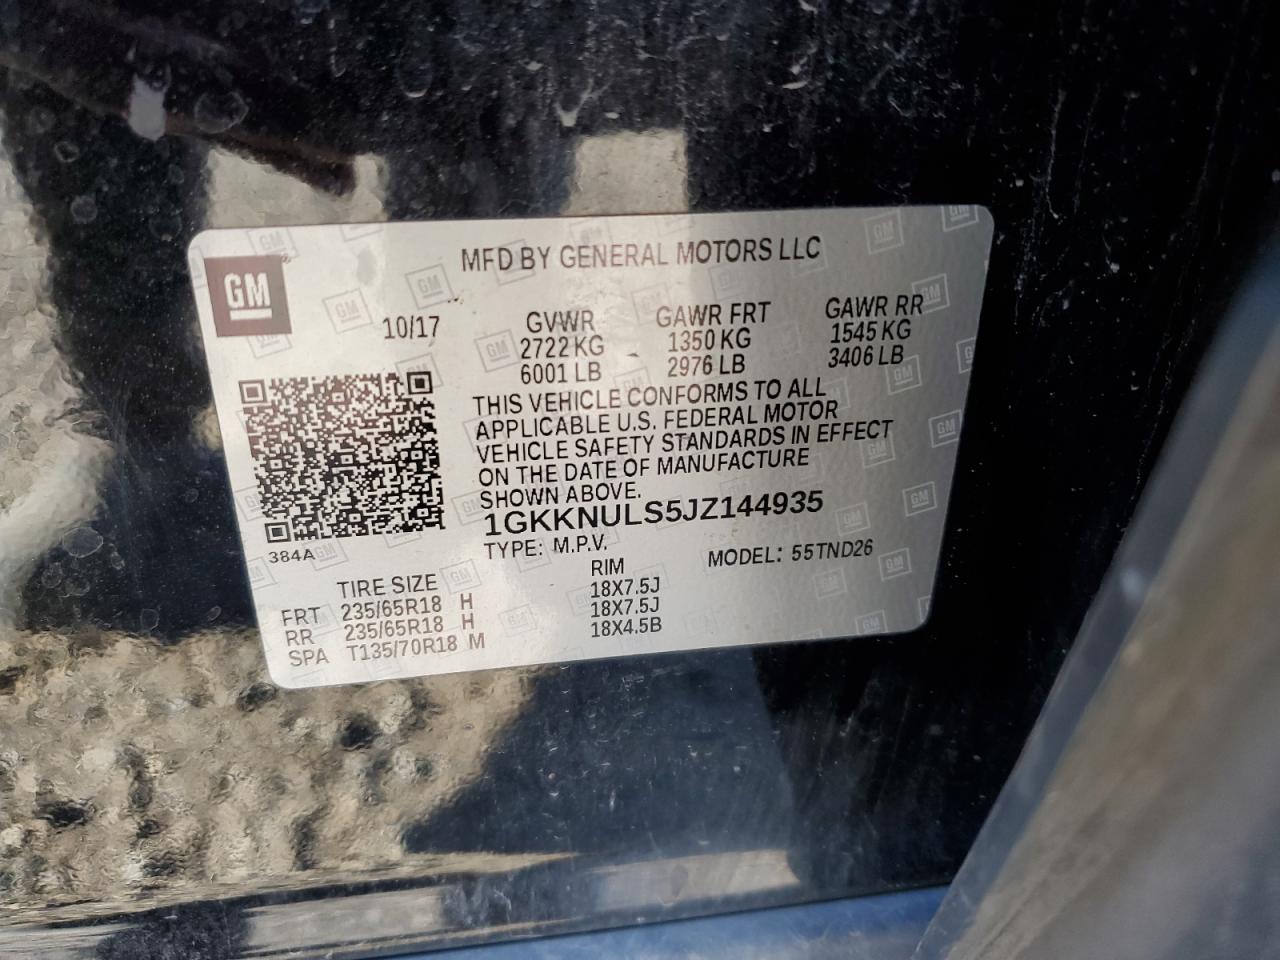 MFD BY GENERAL MOTORS LLC
GM
10/17
GVWR GAWR FRT GAWR RR
2722 KG 1350 KG 1545 KG
6001 LB 2976 LB 3406 LB
THIS VEHICLE CONFORMS TO ALL
APPLICABLE U.S. FEDERAL MOTOR
VEHICLE SAFETY STANDARDS IN EFFECT
ON THE DATE OF MANUFACTURE
SHOWN ABOVE.
1GKKNULS5JZ144935
384A
TYPE: M.P.V. MODEL: 55TND26
TIRE SIZE RIM
FRT 235/65R18 H 18X7.5J
RR 235/65R18 H 18X7.5J
SPA T135/70R18 M 18X4.5B